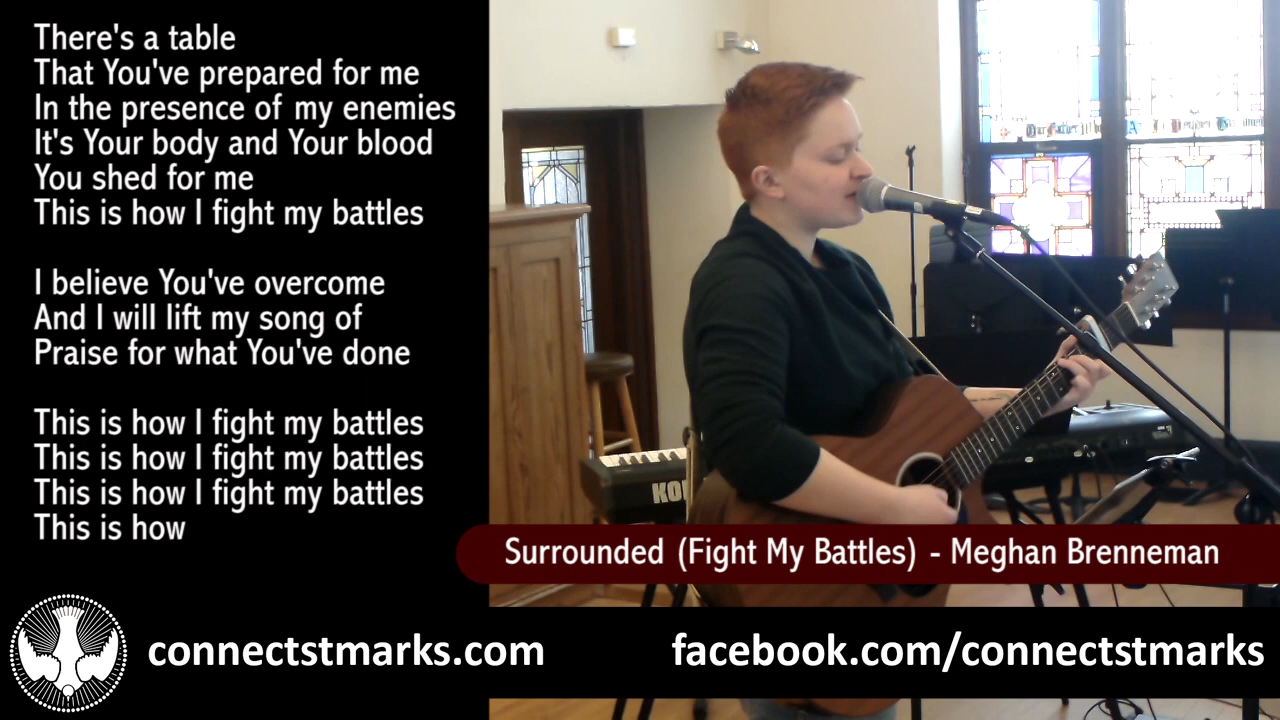 There's a table
That You've prepared for me
In the presence of my enemies
It's Your body and Your blood
You shed for me
This is how I fight my battles
I believe You've overcome
And I will lift my song of
Praise for what You've done
This is how I fight my battles
This is how I fight my battles
This is how I fight my battles
This is how
Surrounded (Fight My Battles) - Meghan Brenneman
connectstmarks.com
facebook.com/connectstmarks